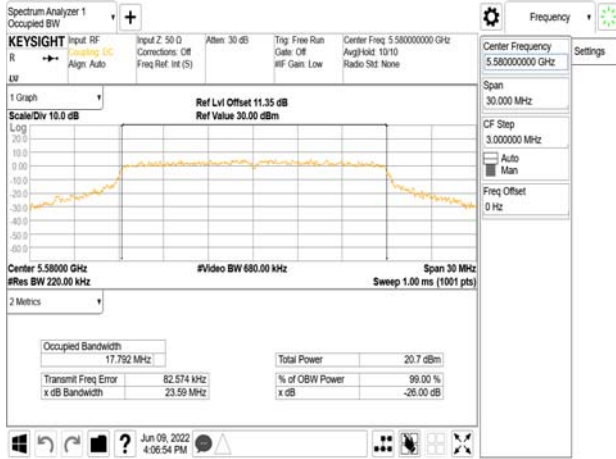 Spectrum Analyzer 1
Occupied BW
Frequency
KEYSIGHT
R
LU
Input: RF
Coupling: DC
Align: Auto
Input Z: 50 Ω
Corrections: Off
Freq Ref: Int (S)
Atten: 30 dB
Trig: Free Run
Gate: Off
#IF Gain: Low
Center Freq: 5.580000000 GHz
Avg|Hold: 10/10
Radio Std: None
Center Frequency
5.580000000 GHz
Settings
Span
30.000 MHz
CF Step
3.000000 MHz
Auto
Man
Freq Offset
0 Hz
1 Graph
Scale/Div 10.0 dB
Ref Lvl Offset 11.35 dB
Ref Value 30.00 dBm
Log
20.0
10.0
0.00
-10.0
-20.0
-30.0
-40.0
-50.0
-60.0
Center 5.58000 GHz
#Video BW 680.00 kHz
Span 30 MHz
#Res BW 220.00 kHz
Sweep 1.00 ms (1001 pts)
2 Metrics
Occupied Bandwidth
17.792 MHz
Total Power 20.7 dBm
Transmit Freq Error 82.574 kHz
% of OBW Power 99.00 %
x dB Bandwidth 23.59 MHz
x dB -26.00 dB
Jun 09, 2022
4:06:54 PM